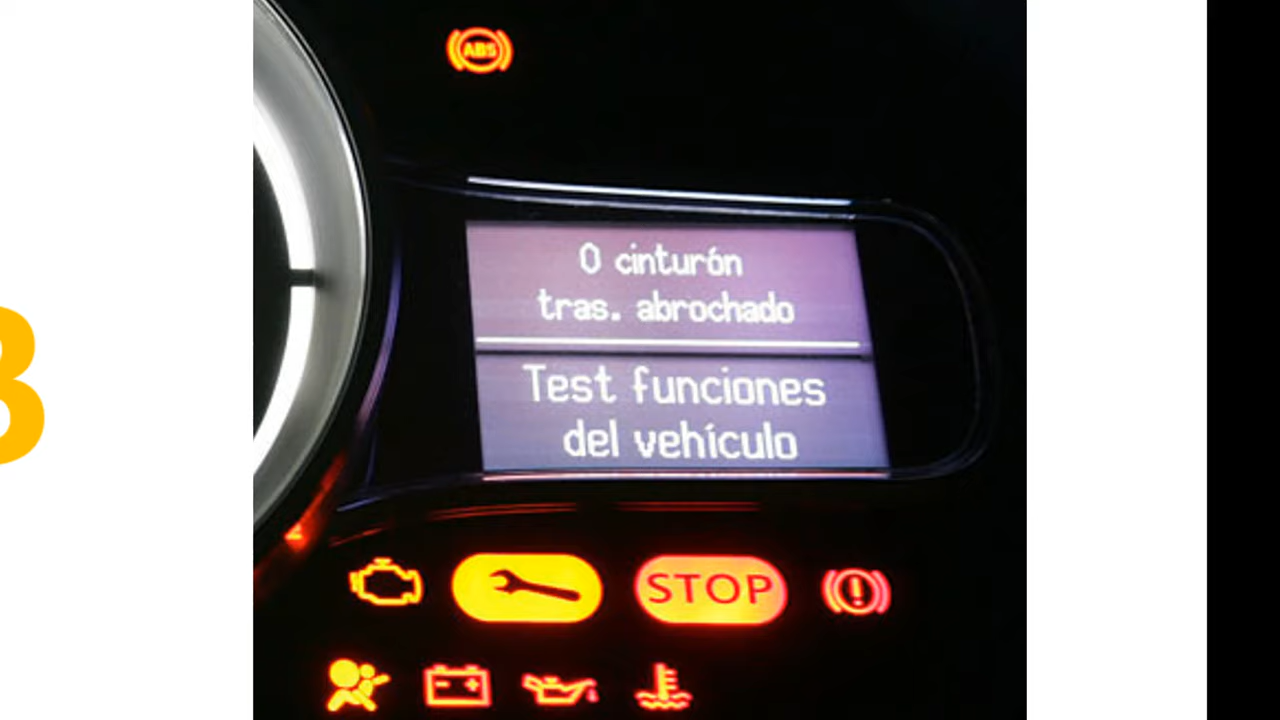 ABS
0 cinturón
tras. abrochado
Test funciones
del vehículo
STOP